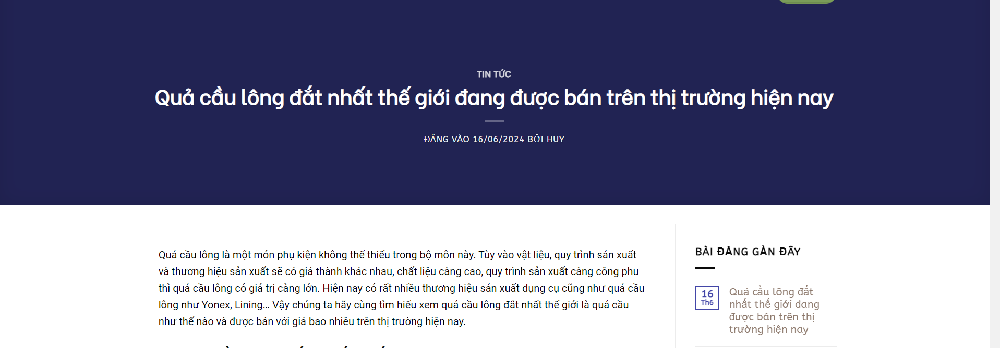 TIN TỨC
Quả cầu lông đắt nhất thế giới đang được bán trên thị trường hiện nay
ĐĂNG VÀO 16/06/2024 BỞI HUY
Quả cầu lông là một món phụ kiện không thể thiếu trong bộ môn này. Tùy vào vật liệu, quy trình sản xuất
và thương hiệu sản xuất sẽ có giá thành khác nhau, chất liệu càng cao, quy trình sản xuất càng công phu
thì quả cầu lông có giá trị càng lớn. Hiện nay có rất nhiều thương hiệu sản xuất dụng cụ cũng như quả cầu
lông như Yonex, Lining… Vậy chúng ta hãy cùng tìm hiểu xem quả cầu lông đắt nhất thế giới là quả cầu
như thế nào và được bán với giá bao nhiêu trên thị trường hiện nay.
BÀI ĐĂNG GẦN ĐÂY
16
Th6
Quả cầu lông đắt
nhất thế giới đang
được bán trên thị
trường hiện nay